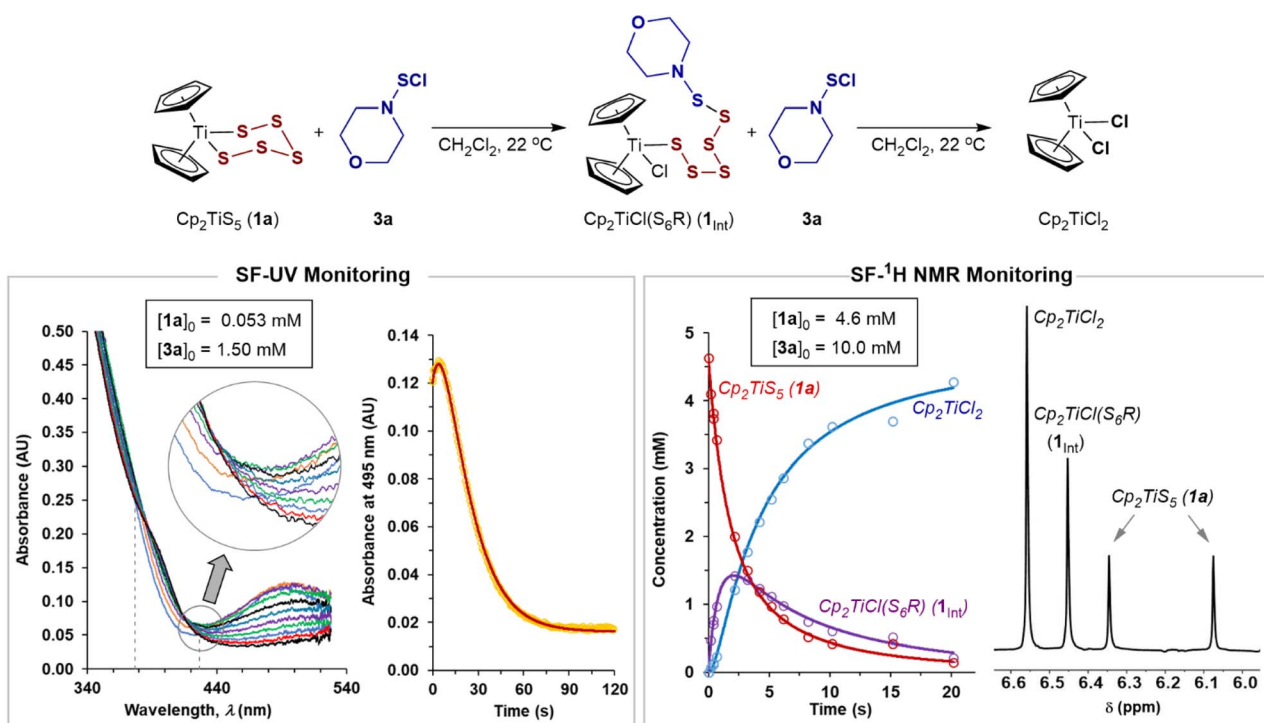 SCl
N
O
Ti
S
S
S
S
S
+
CH2Cl2, 22 °C
O
N
S
S
Ti
Cl
S
S
S
S
+
SCl
N
O
CH2Cl2, 22 °C
Ti
Cl
Cl
Cp2TiS5 (1a)
3a
Cp2TiCl(S6R) (1Int)
3a
Cp2TiCl2
SF-UV Monitoring
[1a]0 = 0.053 mM
[3a]0 = 1.50 mM
Absorbance (AU)
0.50
0.45
0.40
0.35
0.30
0.25
0.20
0.15
0.10
0.05
0.00
340
440
540
Wavelength, λ (nm)
Absorbance at 495 nm (AU)
0.14
0.12
0.10
0.08
0.06
0.04
0.02
0.00
0
30
60
90
120
Time (s)
SF-1H NMR Monitoring
[1a]0 = 4.6 mM
[3a]0 = 10.0 mM
Concentration (mM)
5
4
3
2
1
0
Cp2TiS5 (1a)
Cp2TiCl2
Cp2TiCl(S6R) (1Int)
0
5
10
15
20
Time (s)
Cp2TiCl2
Cp2TiCl(S6R)
(1Int)
Cp2TiS5 (1a)
6.6
6.5
6.4
6.3
6.2
6.1
6.0
δ (ppm)